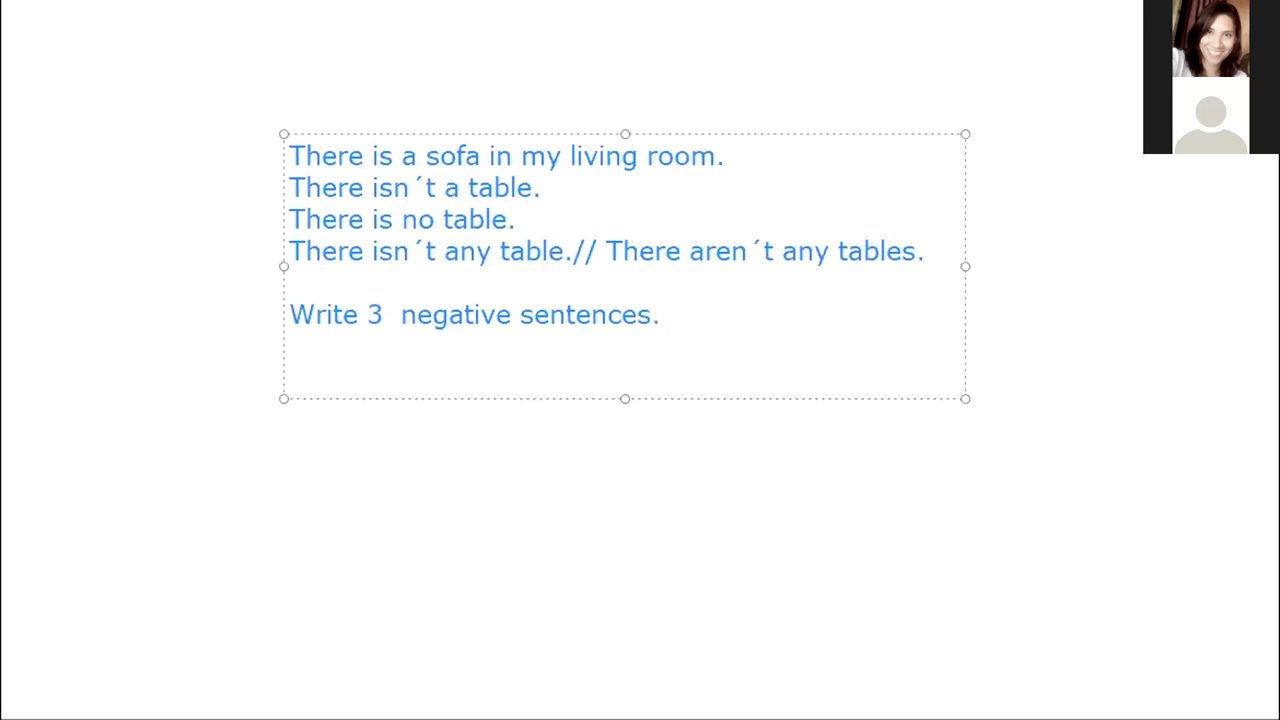 There is a sofa in my living room.
There isn´t a table.
There is no table.
There isn´t any table.// There aren´t any tables.
Write 3  negative sentences.